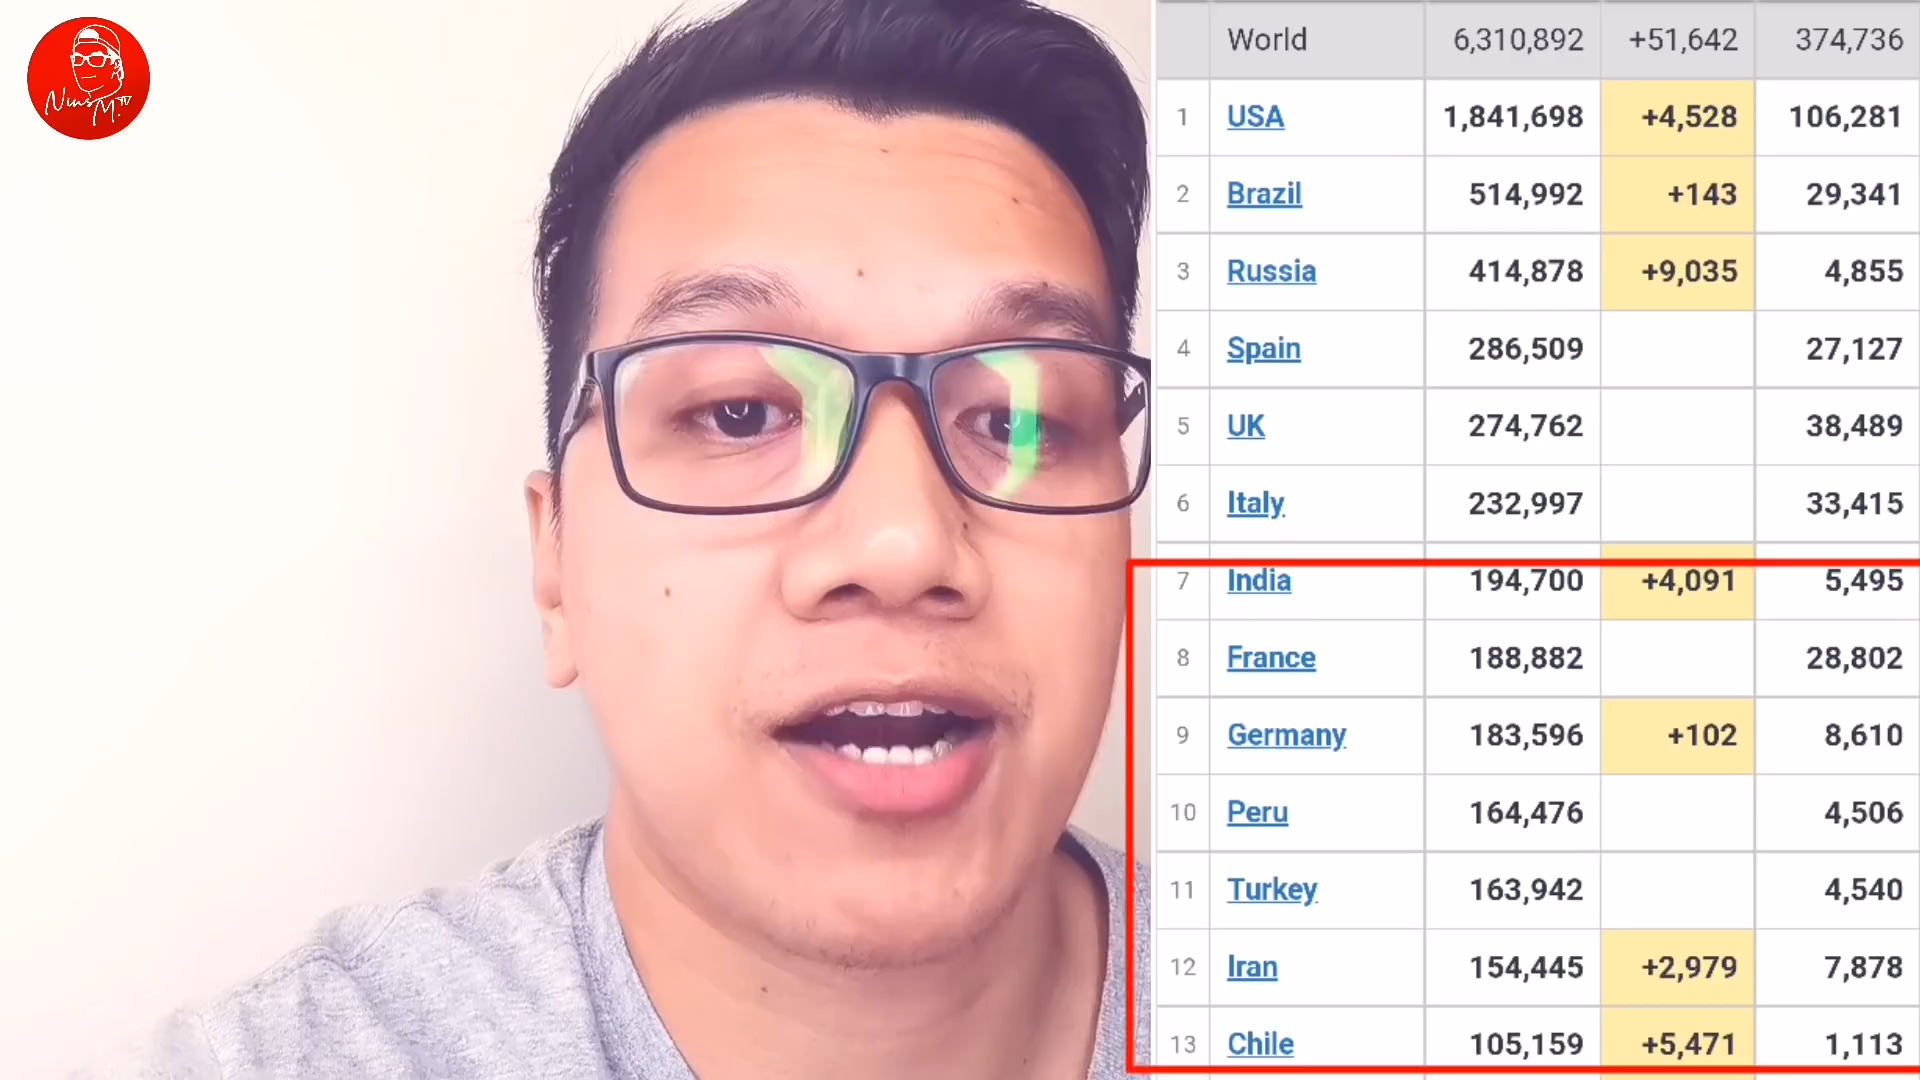 Nins M. TV
World 6,310,892 +51,642 374,736
1 USA 1,841,698 +4,528 106,281
2 Brazil 514,992 +143 29,341
3 Russia 414,878 +9,035 4,855
4 Spain 286,509 27,127
5 UK 274,762 38,489
6 Italy 232,997 33,415
7 India 194,700 +4,091 5,495
8 France 188,882 28,802
9 Germany 183,596 +102 8,610
10 Peru 164,476 4,506
11 Turkey 163,942 4,540
12 Iran 154,445 +2,979 7,878
13 Chile 105,159 +5,471 1,113